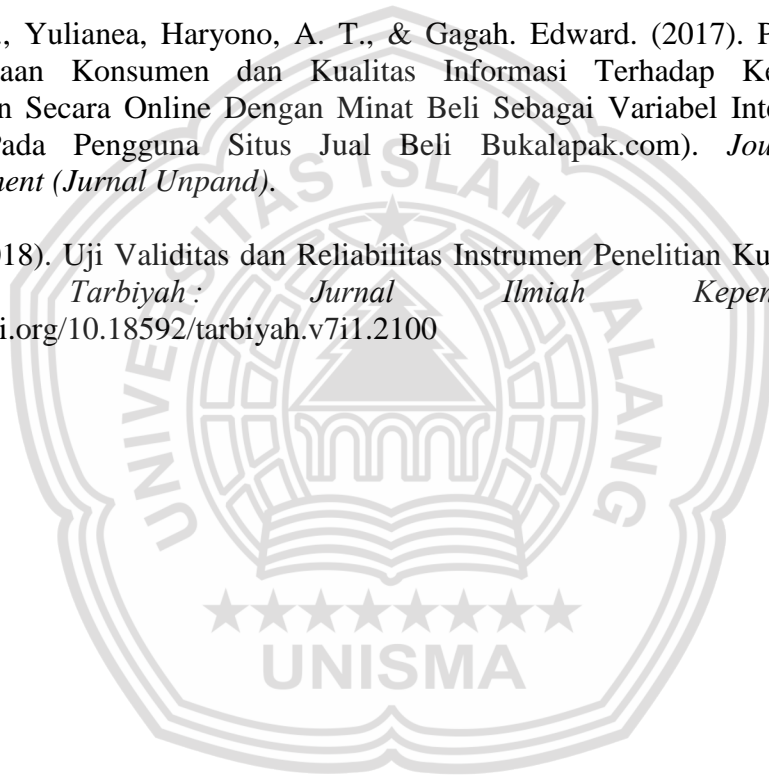 ., Yulianea, Haryono, A. T., & Gagah. Edward. (2017). P
aan Konsumen dan Kualitas Informasi Terhadap Ke
n Secara Online Dengan Minat Beli Sebagai Variabel Inte
Pada Pengguna Situs Jual Beli Bukalapak.com). Jou
ment (Jurnal Unpand).
018). Uji Validitas dan Reliabilitas Instrumen Penelitian Ku
Tarbiyah : Jurnal Ilmiah Kepen
i.org/10.18592/tarbiyah.v7i1.2100
UNIVERSITAS ISLAM MALANG
UNISMA